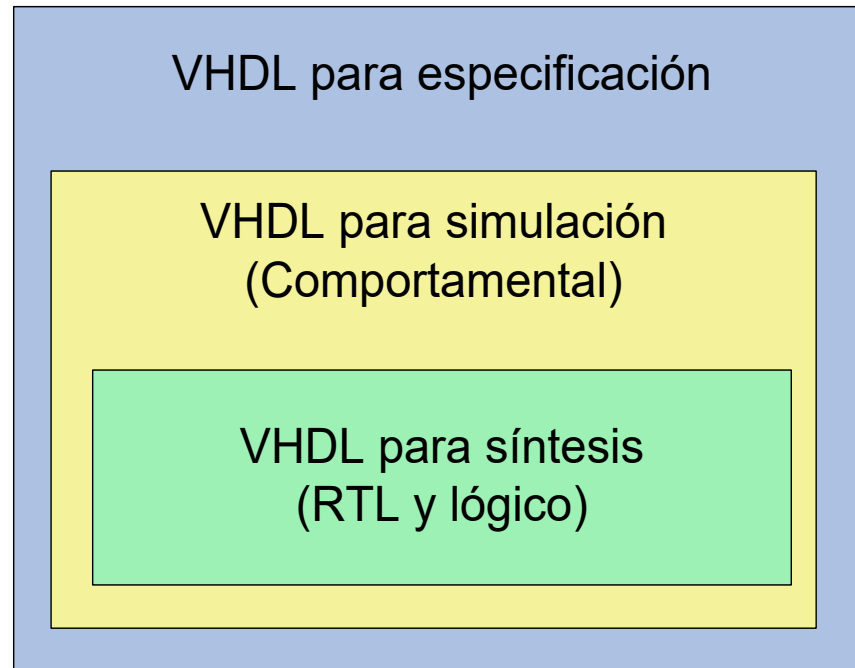 VHDL para especificación
VHDL para simulación
(Comportamental)
VHDL para síntesis
(RTL y lógico)